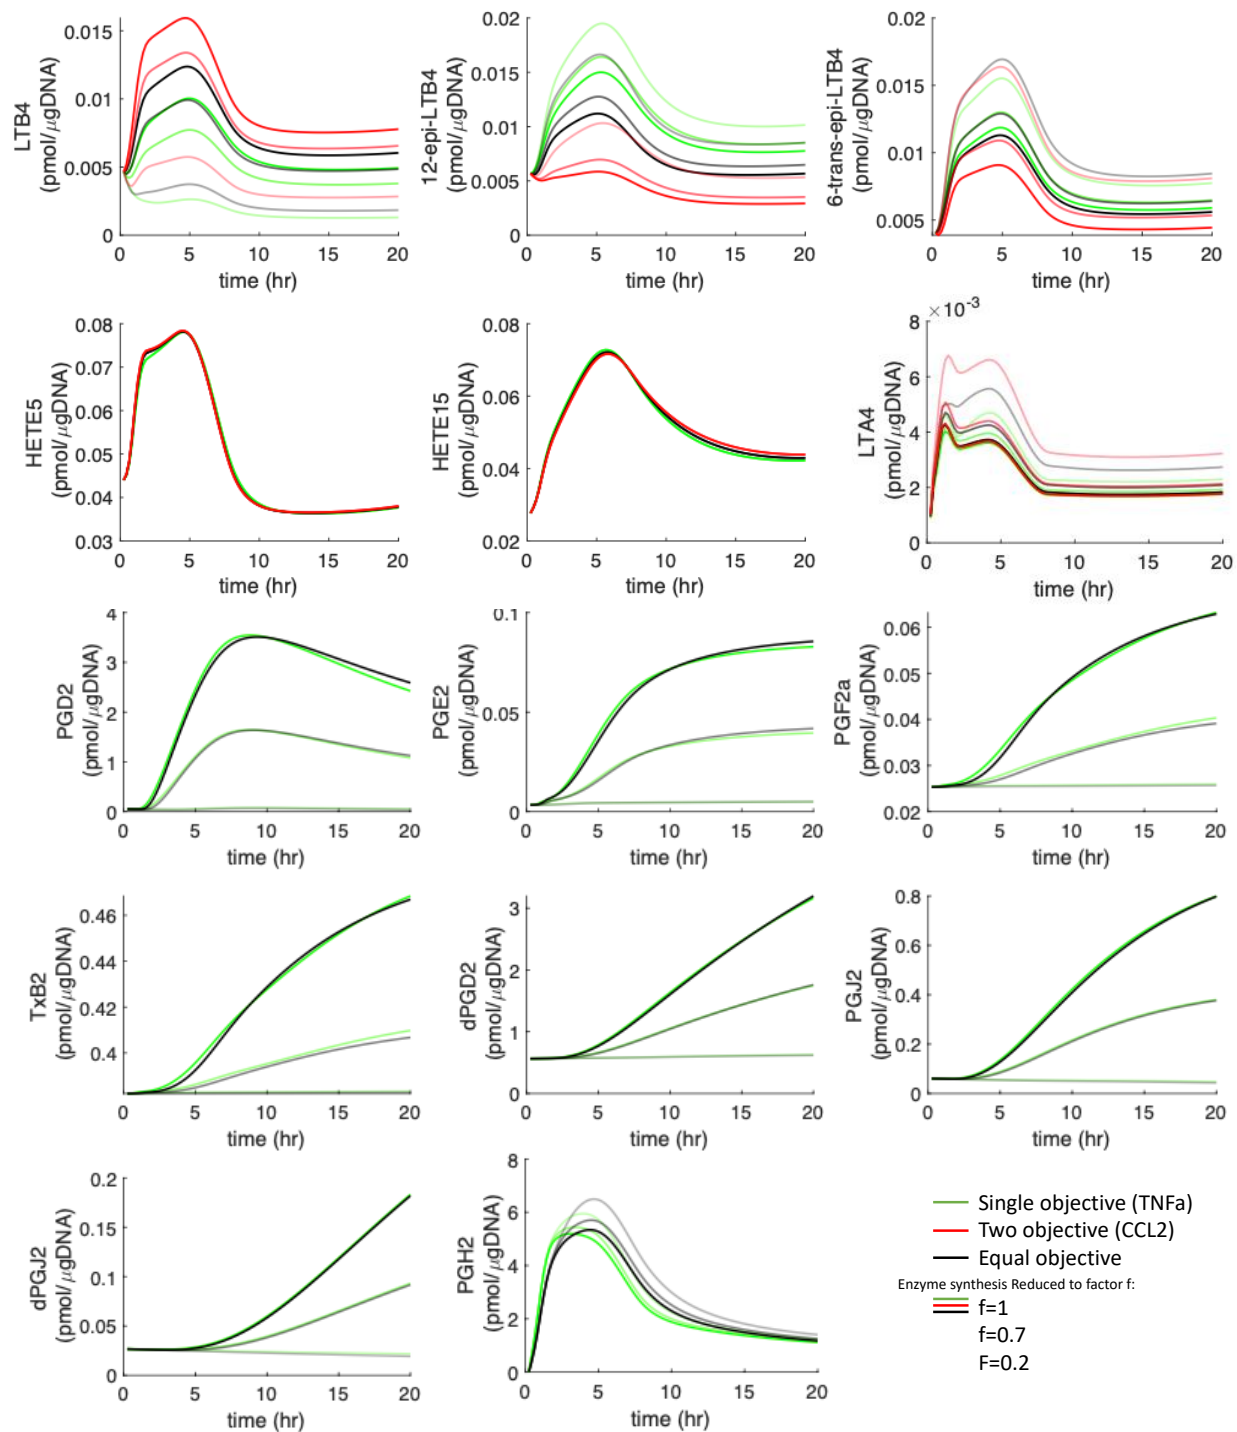 LTB4
(pmol/μgDNA)
0.015
0.01
0.005
0
0 5 10 15 20
time (hr)
12-epi-LTB4
(pmol/μgDNA)
0.02
0.015
0.01
0.005
0
0 5 10 15 20
time (hr)
6-trans-epi-LTB4
(pmol/μgDNA)
0.02
0.015
0.01
0.005
0 5 10 15 20
time (hr)
HETE5
(pmol/μgDNA)
0.08
0.07
0.06
0.05
0.04
0.03
0 5 10 15 20
time (hr)
HETE15
(pmol/μgDNA)
0.08
0.06
0.04
0.02
0 5 10 15 20
time (hr)
LTA4
(pmol/μgDNA)
×10-3
8
6
4
2
0
0 5 10 15 20
time (hr)
PGD2
(pmol/μgDNA)
4
3
2
1
0
0 5 10 15 20
time (hr)
PGE2
(pmol/μgDNA)
0.1
0.05
0
0 5 10 15 20
time (hr)
PGF2a
(pmol/μgDNA)
0.06
0.05
0.04
0.03
0.02
0 5 10 15 20
time (hr)
TxB2
(pmol/μgDNA)
0.46
0.44
0.42
0.4
0 5 10 15 20
time (hr)
dPGD2
(pmol/μgDNA)
3
2
1
0
0 5 10 15 20
time (hr)
PGJ2
(pmol/μgDNA)
0.8
0.6
0.4
0.2
0
0 5 10 15 20
time (hr)
dPGJ2
(pmol/μgDNA)
0.2
0.15
0.1
0.05
0
0 5 10 15 20
time (hr)
PGH2
(pmol/μgDNA)
8
6
4
2
0
0 5 10 15 20
time (hr)
Single objective (TNFa)
Two objective (CCL2)
Equal objective
Enzyme synthesis Reduced to factor f:
f=1
f=0.7
F=0.2